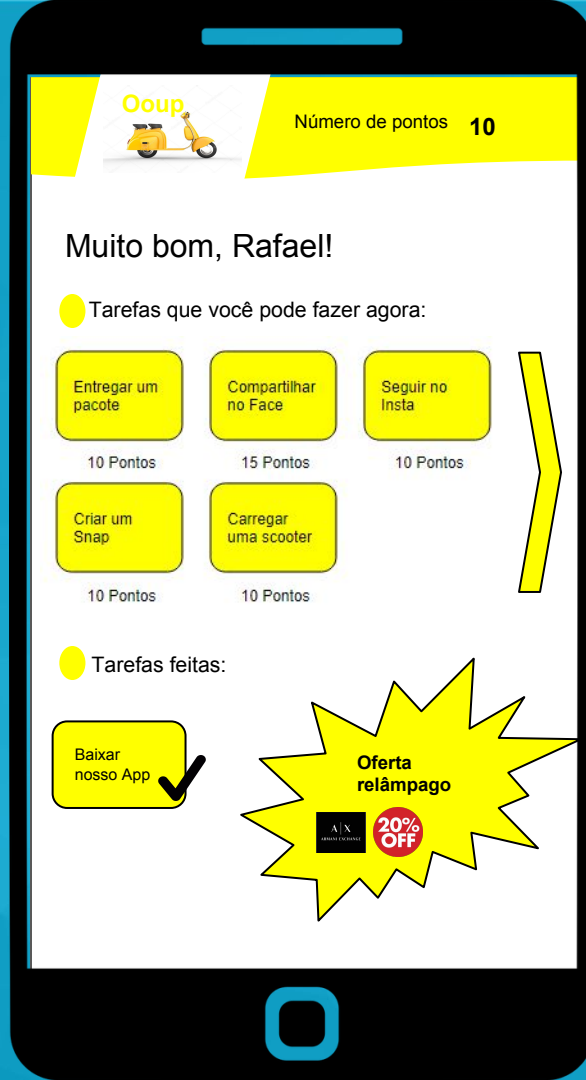 Ooup
Número de pontos 10
Muito bom, Rafael!
Tarefas que você pode fazer agora:
Entregar um
pacote
10 Pontos
Compartilhar
no Face
15 Pontos
Seguir no
Insta
10 Pontos
Criar um
Snap
10 Pontos
Carregar
uma scooter
10 Pontos
Tarefas feitas:
Baixar
nosso App
Oferta
relâmpago
A|X
ARMANI EXCHANGE
20%
OFF